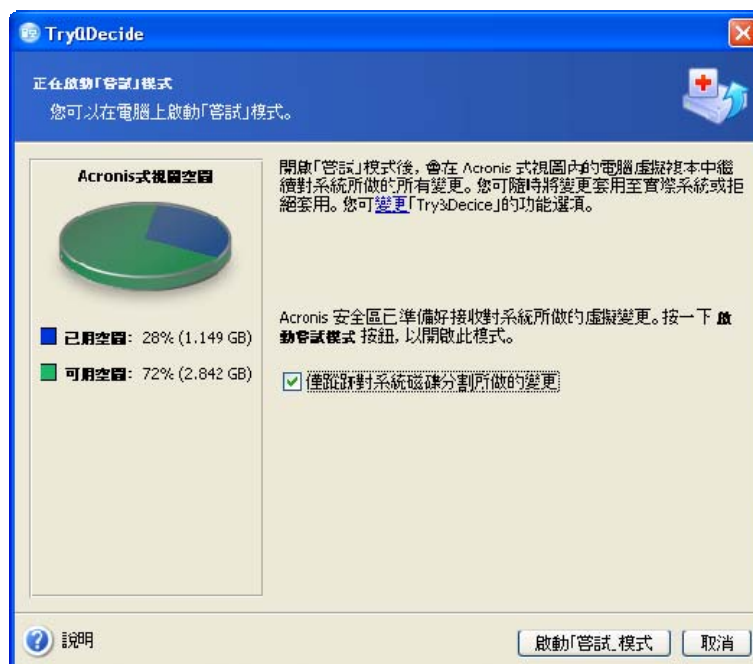 Try&Decide
正在啟動「嘗試」模式
您可以在電腦上啟動「嘗試」模式。
Acronis式視圖空間
已用空間: 28% (1.149 GB)
可用空間: 72% (2.842 GB)
開啟「嘗試」模式後，會在 Acronis 式視圖內的電腦虛擬複本中繼
續對系統所做的所有變更。您可隨時將變更套用至實際系統或拒
絕套用。您可變更「Try&Decice」的功能選項。
Acronis 安全區已準備好接收對系統所做的虛擬變更。按一下 啟
動嘗試模式 按鈕，以開啟此模式。
僅蹤跡對系統磁碟分割所做的變更
說明
啟動「嘗試」模式
取消